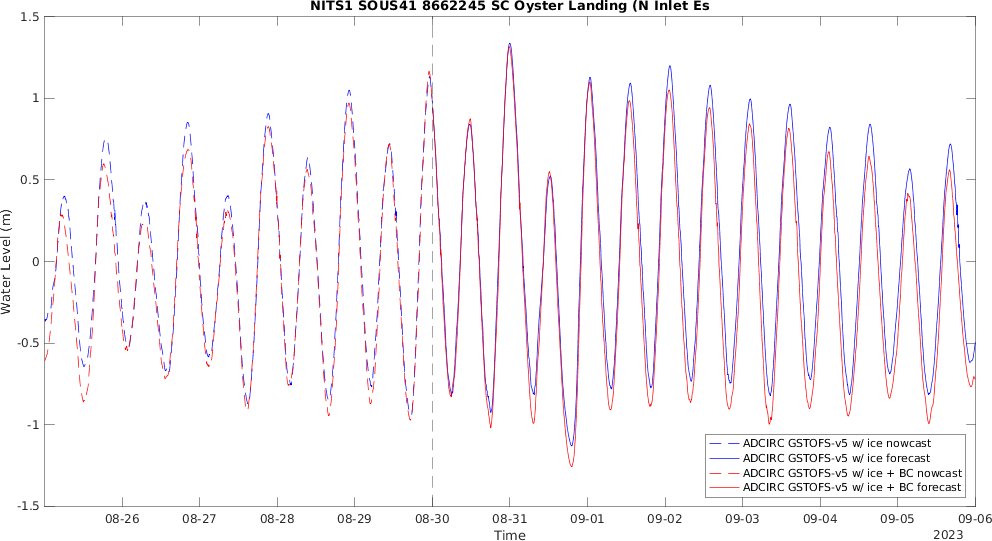 NITS1 SOUS41 8662245 SC Oyster Landing (N Inlet Es
1.5
1
0.5
0
-0.5
-1
-1.5
Water Level (m)
08-26
08-27
08-28
08-29
08-30
08-31
09-01
09-02
09-03
09-04
09-05
09-06
Time
2023
ADCIRC GSTOFS-v5 w/ ice nowcast
ADCIRC GSTOFS-v5 w/ ice forecast
ADCIRC GSTOFS-v5 w/ ice + BC nowcast
ADCIRC GSTOFS-v5 w/ ice + BC forecast